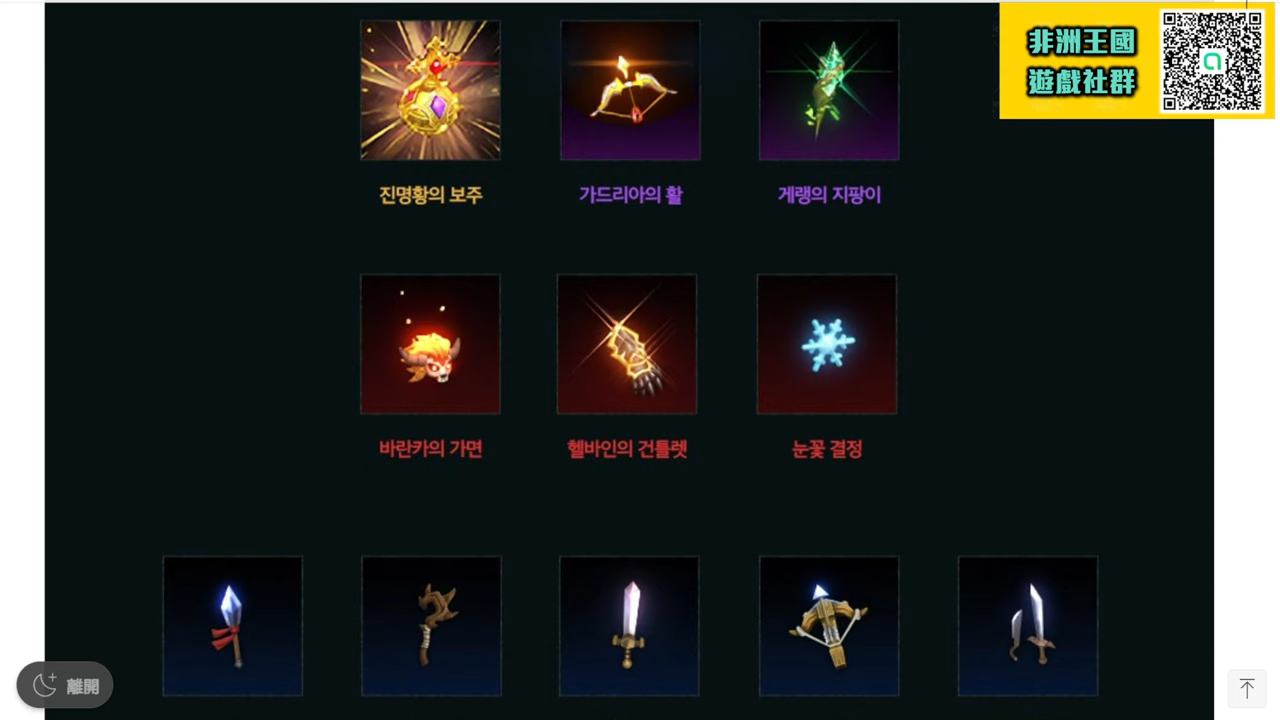 非洲王國
遊戲社群
진명황의 보주
가드리아의 활
게랭의 지팡이
바란카의 가면
헬바인의 건틀렛
눈꽃 결정
離開